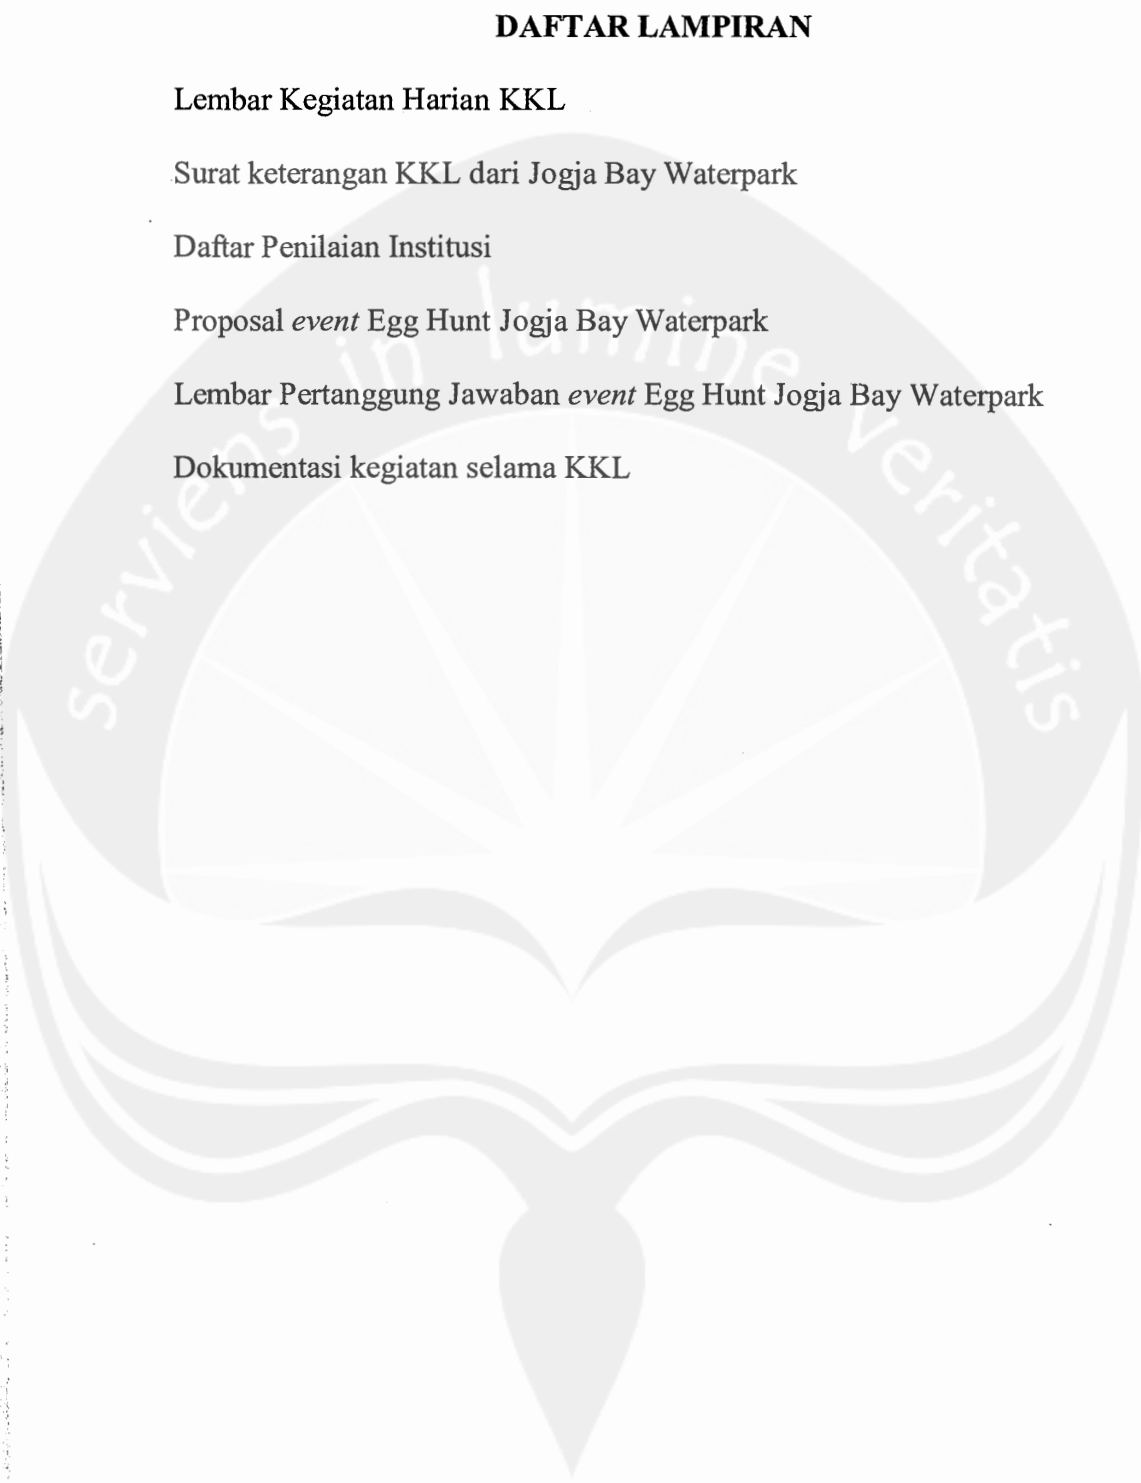 DAFTAR LAMPIRAN
Lembar Kegiatan Harian KKL
Surat keterangan KKL dari Jogja Bay Waterpark
Daftar Penilaian Institusi
Proposal event Egg Hunt Jogja Bay Waterpark
Lembar Pertanggung Jawaban event Egg Hunt Jogja Bay Waterpark
Dokumentasi kegiatan selama KKL
serviens in lumine veritatis